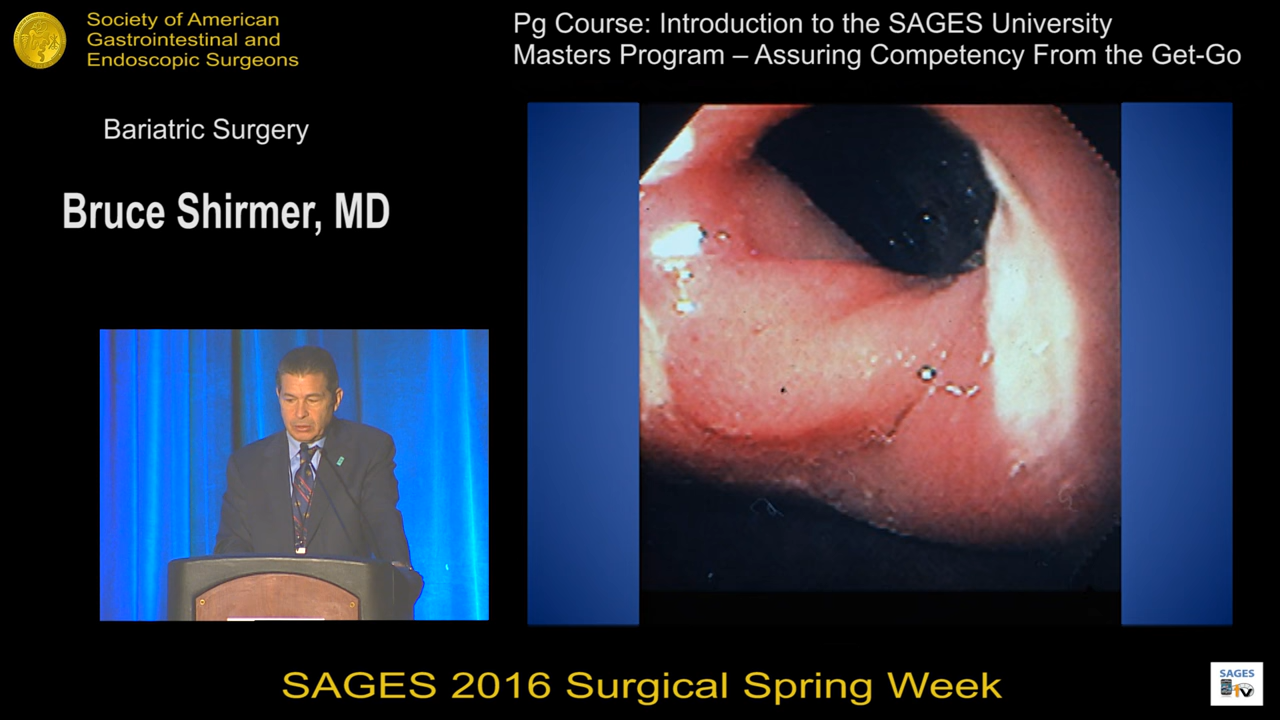 Society of American
Gastrointestinal and
Endoscopic Surgeons
Pg Course: Introduction to the SAGES University
Masters Program – Assuring Competency From the Get-Go
Bariatric Surgery
Bruce Shirmer, MD
SAGES 2016 Surgical Spring Week
SAGES
TV